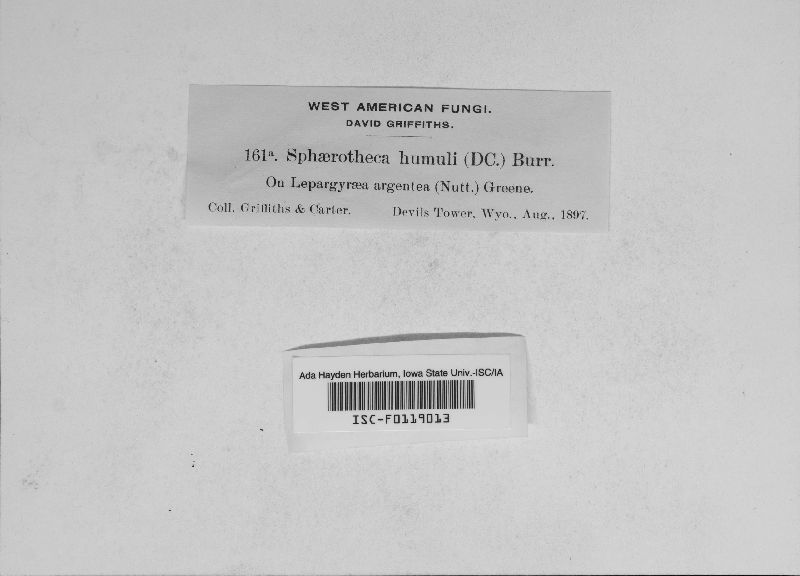 WEST AMERICAN FUNGI.
DAVID GRIFFITHS.
161ª. Sphærotheca humuli (DC.) Burr.
On Lepargyræa argentea (Nutt.) Greene.
Coll. Griffiths & Carter. Devils Tower, Wyo., Aug., 1897.
Ada Hayden Herbarium, Iowa State Univ.-ISC/IA
ISC-F0119013